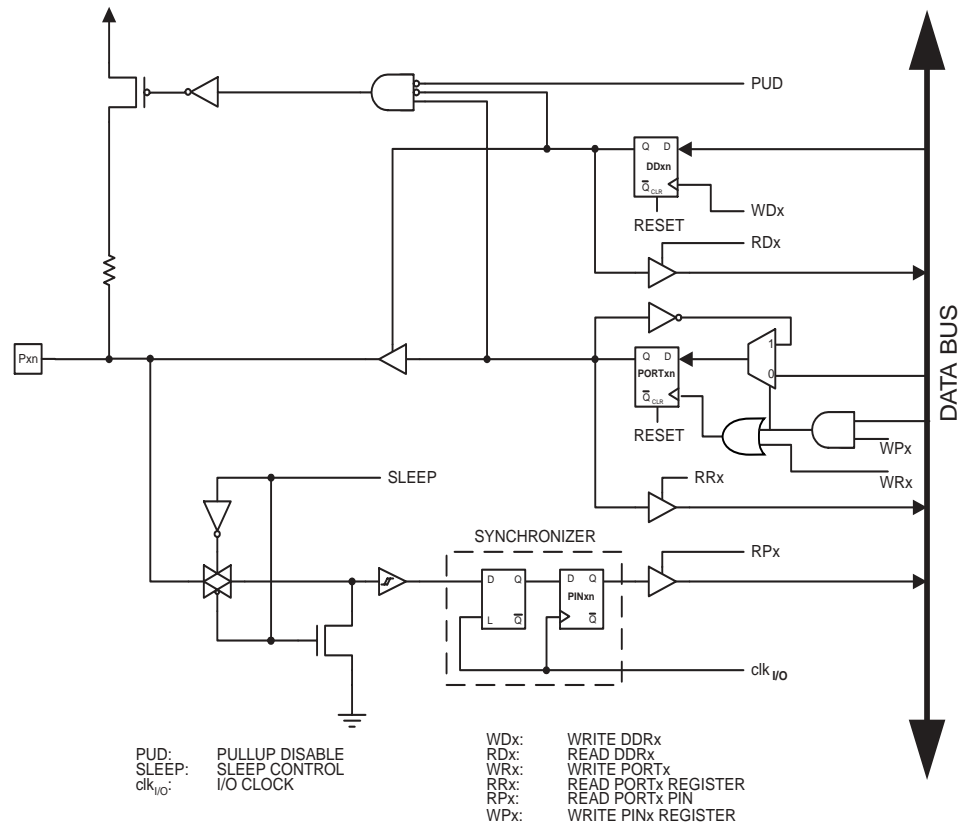 PUD
Q D
DDxn
Q CLR
WDx
RESET
RDx
DATA BUS
1
Pxn
Q D
0
PORTxn
Q CLR
RESET
WPx
WRx
SLEEP
RRx
SYNCHRONIZER
RPx
D Q
D Q
PINxn
L Q
Q
clk I/O
PUD: PULLUP DISABLE
SLEEP: SLEEP CONTROL
clkI/O: I/O CLOCK
WDx: WRITE DDRx
RDx: READ DDRx
WRx: WRITE PORTx
RRx: READ PORTx REGISTER
RPx: READ PORTx PIN
WPx: WRITE PINx REGISTER